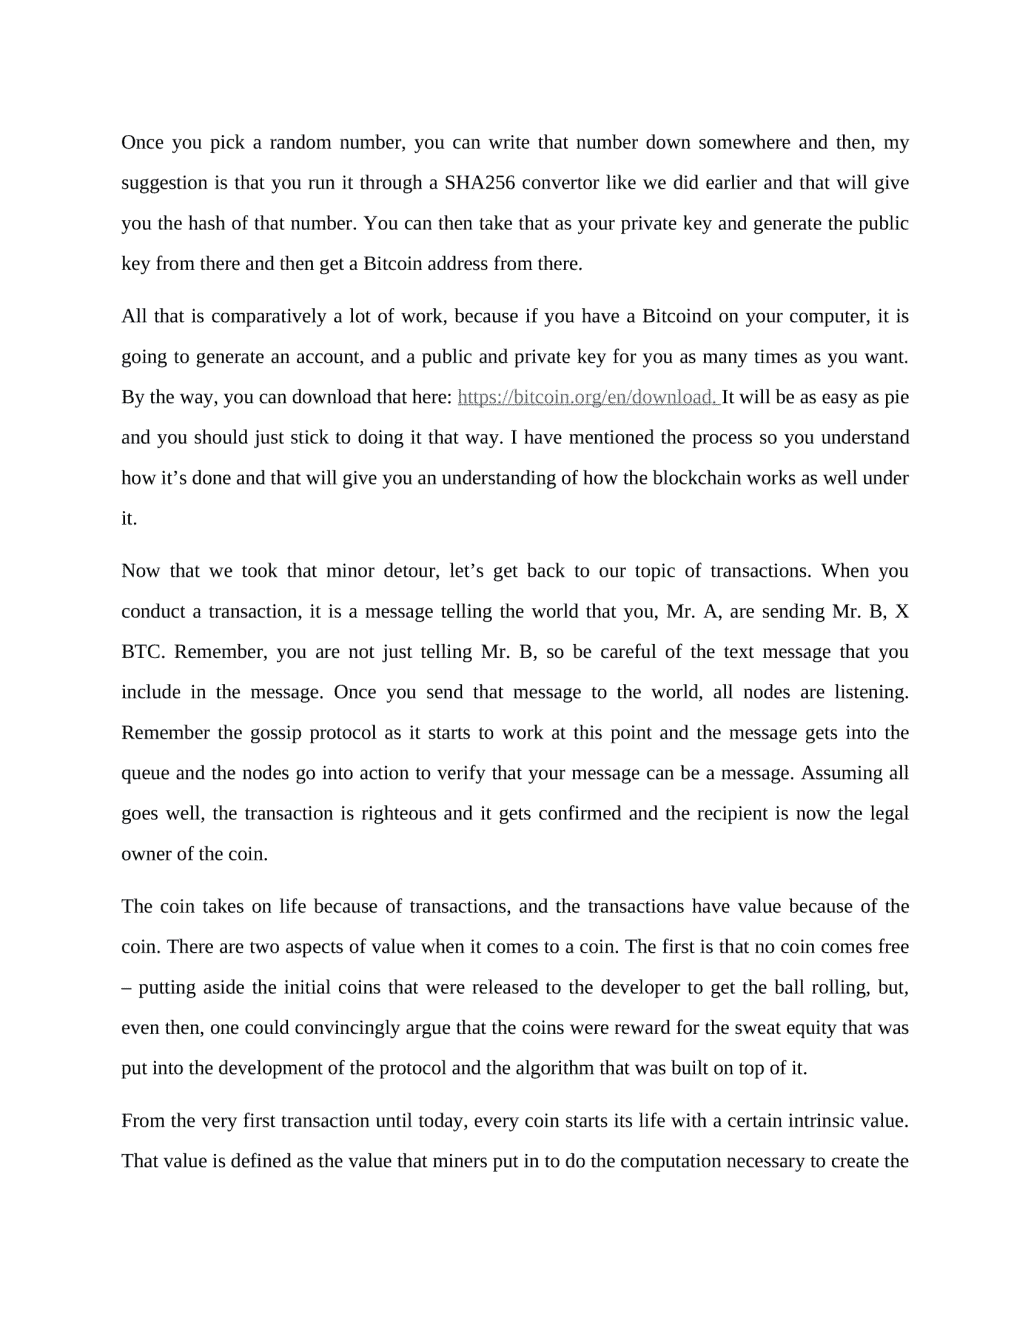 Once you pick a random number, you can write that number down somewhere and then, my
suggestion is that you run it through a SHA256 convertor like we did earlier and that will give
you the hash of that number. You can then take that as your private key and generate the public
key from there and then get a Bitcoin address from there.
All that is comparatively a lot of work, because if you have a Bitcoind on your computer, it is
going to generate an account, and a public and private key for you as many times as you want.
By the way, you can download that here: https://bitcoin.org/en/download. It will be as easy as pie
and you should just stick to doing it that way. I have mentioned the process so you understand
how it’s done and that will give you an understanding of how the blockchain works as well under
it.
Now that we took that minor detour, let’s get back to our topic of transactions. When you
conduct a transaction, it is a message telling the world that you, Mr. A, are sending Mr. B, X
BTC. Remember, you are not just telling Mr. B, so be careful of the text message that you
include in the message. Once you send that message to the world, all nodes are listening.
Remember the gossip protocol as it starts to work at this point and the message gets into the
queue and the nodes go into action to verify that your message can be a message. Assuming all
goes well, the transaction is righteous and it gets confirmed and the recipient is now the legal
owner of the coin.
The coin takes on life because of transactions, and the transactions have value because of the
coin. There are two aspects of value when it comes to a coin. The first is that no coin comes free
– putting aside the initial coins that were released to the developer to get the ball rolling, but,
even then, one could convincingly argue that the coins were reward for the sweat equity that was
put into the development of the protocol and the algorithm that was built on top of it.
From the very first transaction until today, every coin starts its life with a certain intrinsic value.
That value is defined as the value that miners put in to do the computation necessary to create the